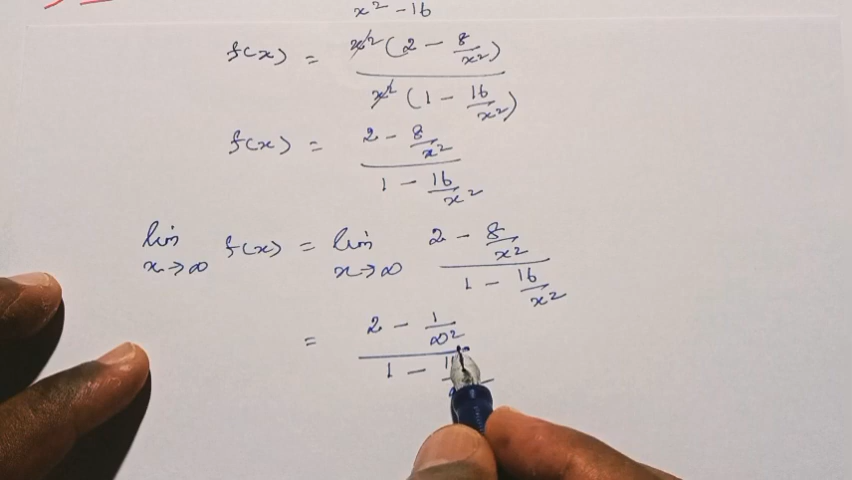 x² - 16
f(x) = x²(2 - 8/x²) / x²(1 - 16/x²)
f(x) = 2 - 8/x² / 1 - 16/x²
lim x→∞ f(x) = lim x→∞ 2 - 8/x² / 1 - 16/x²
= 2 - 1/∞² / 1 -